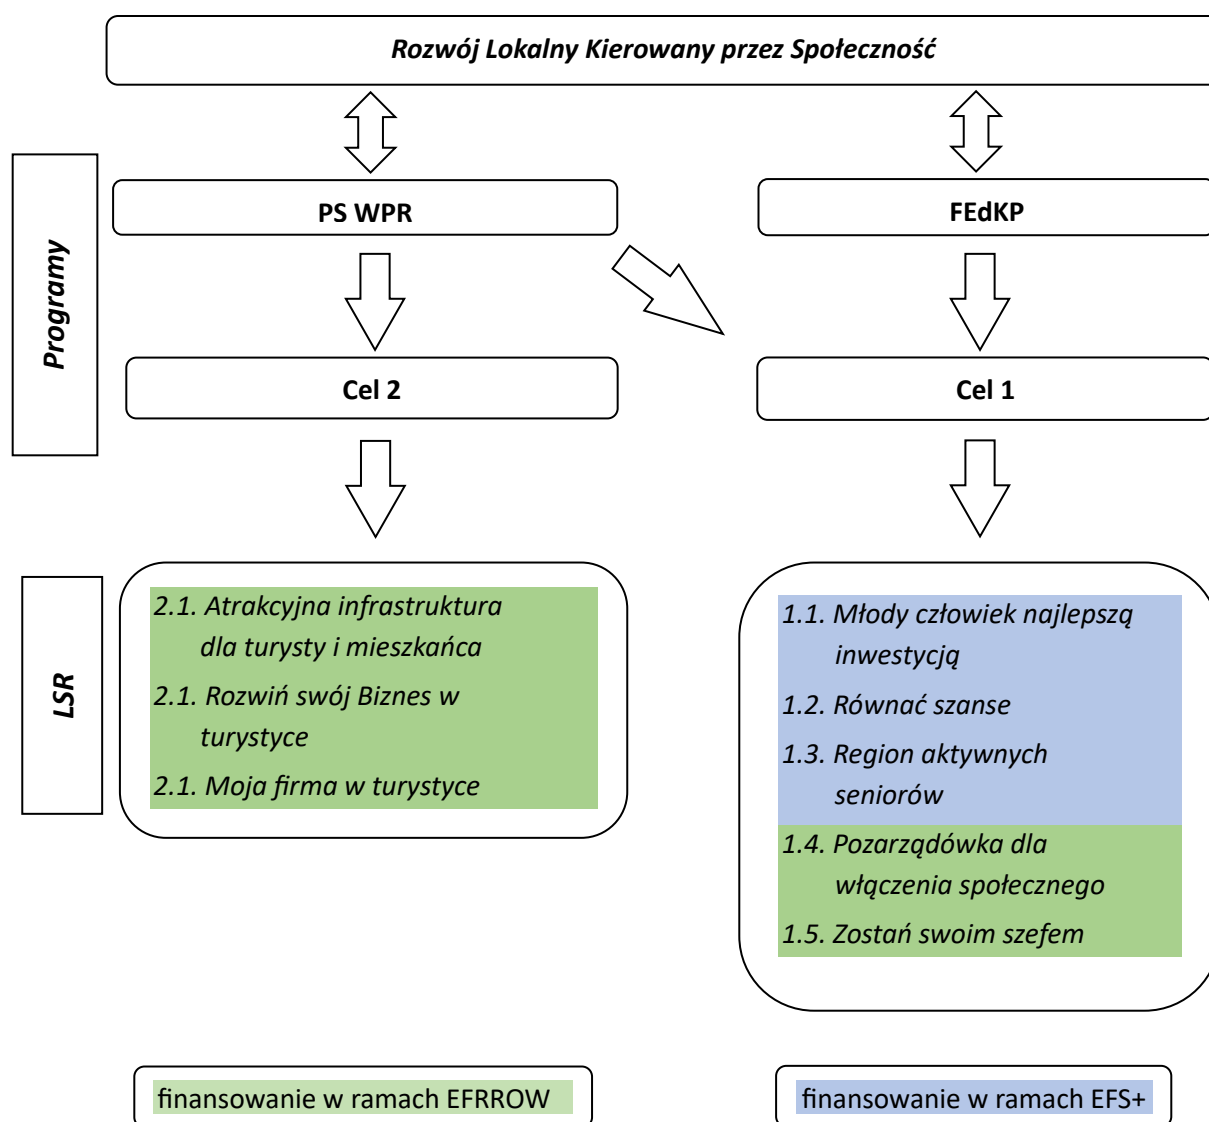 Rozwój Lokalny Kierowany przez Społeczność
Programy
PS WPR
FEdKP
Cel 2
Cel 1
LSR
2.1. Atrakcyjna infrastruktura
dla turysty i mieszkańca
2.1. Rozwiń swój Biznes w
turystyce
2.1. Moja firma w turystyce
1.1. Młody człowiek najlepszą
inwestycją
1.2. Równać szanse
1.3. Region aktywnych
seniorów
1.4. Pozarządówka dla
włączenia społecznego
1.5. Zostań swoim szefem
finansowanie w ramach EFRROW
finansowanie w ramach EFS+